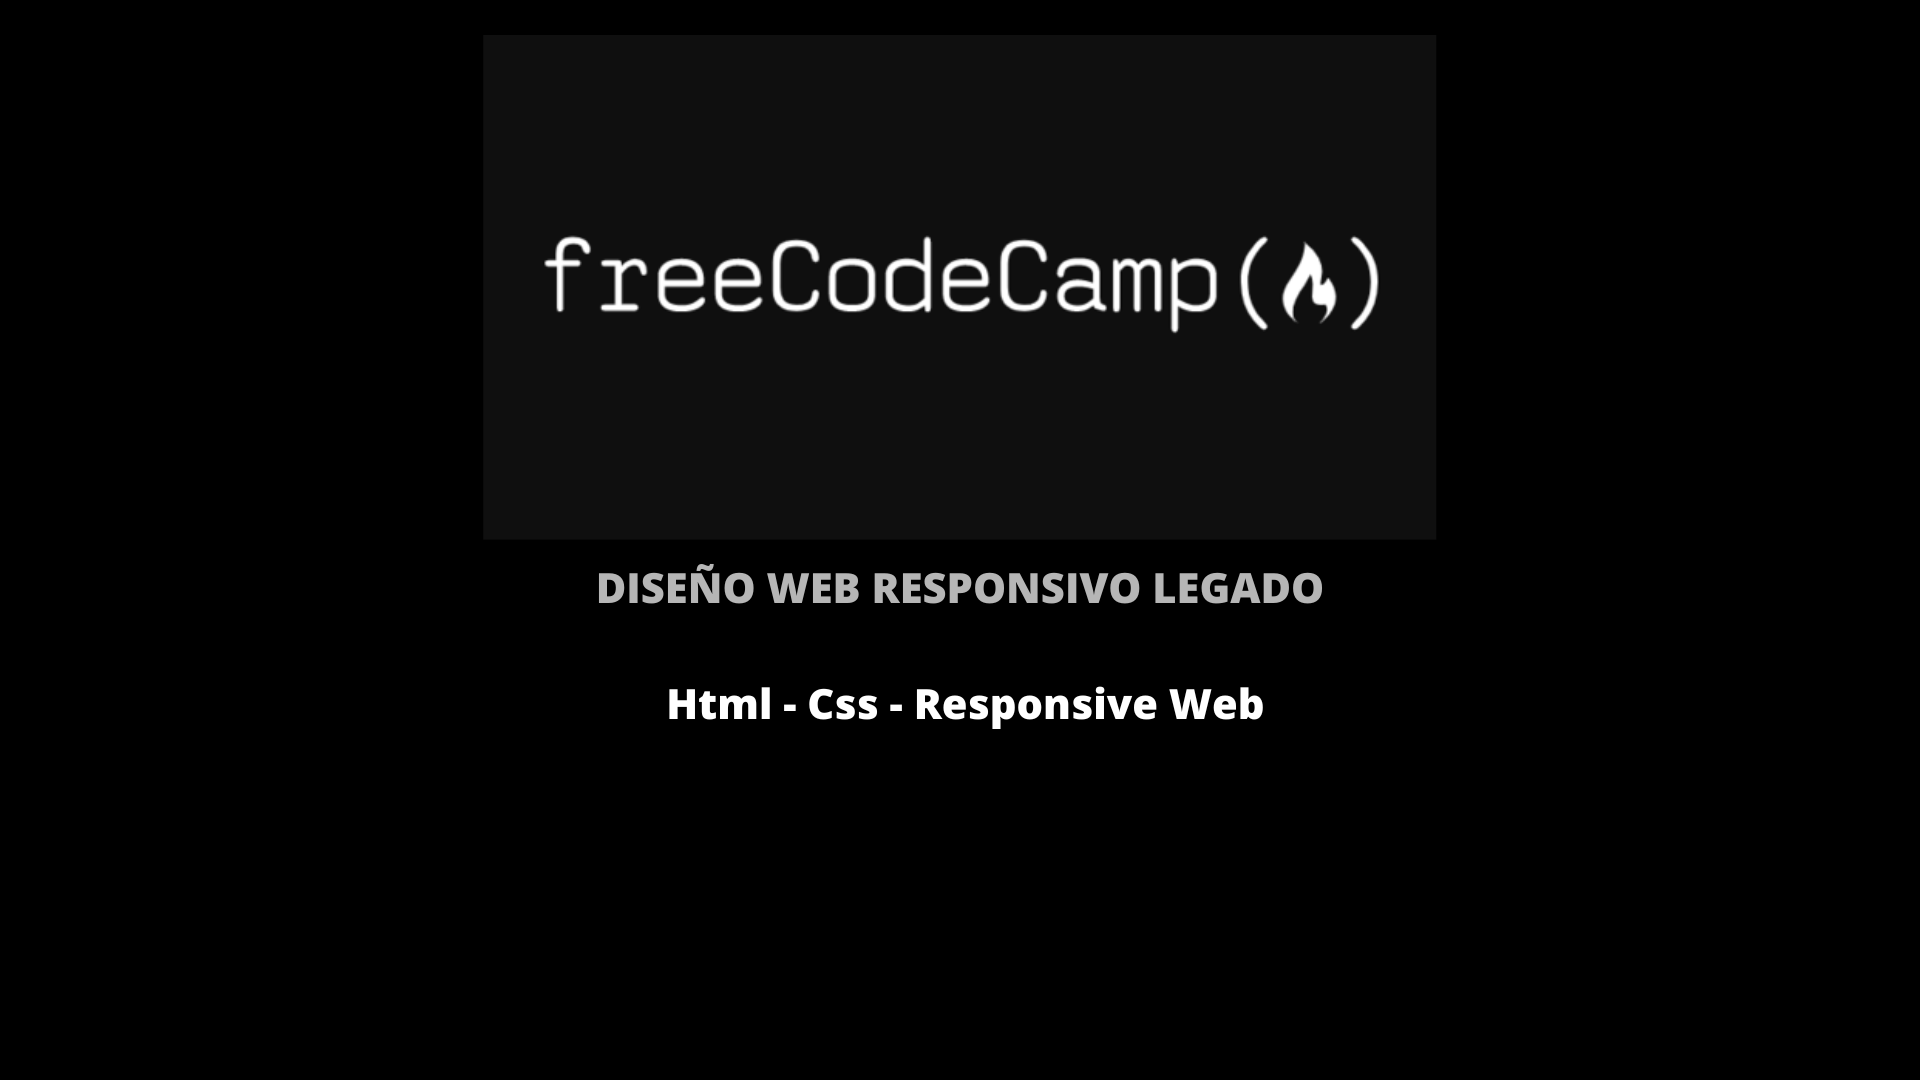 freeCodeCamp()
DISEÑO WEB RESPONSIVO LEGADO
Html - Css - Responsive Web